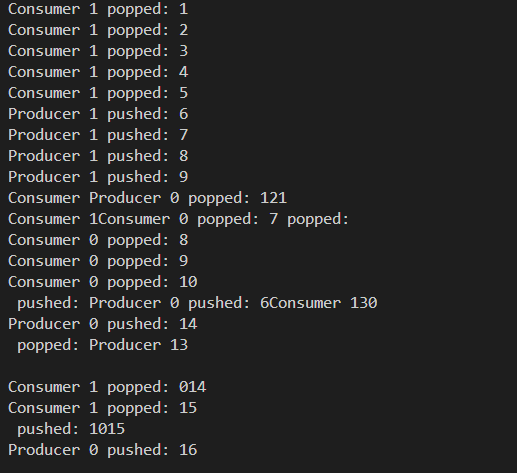 Consumer 1 popped: 1
Consumer 1 popped: 2
Consumer 1 popped: 3
Consumer 1 popped: 4
Consumer 1 popped: 5
Producer 1 pushed: 6
Producer 1 pushed: 7
Producer 1 pushed: 8
Producer 1 pushed: 9
Consumer Producer 0 popped: 121
Consumer 1Consumer 0 popped: 7 popped:
Consumer 0 popped: 8
Consumer 0 popped: 9
Consumer 0 popped: 10
 pushed: Producer 0 pushed: 6Consumer 130
Producer 0 pushed: 14
 popped: Producer 13

Consumer 1 popped: 014
Consumer 1 popped: 15
 pushed: 1015
Producer 0 pushed: 16